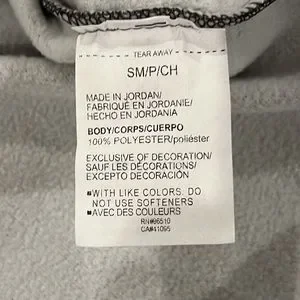 TEAR AWAY
SM/P/CH
MADE IN JORDAN/
FABRIQUÉ EN JORDANIE/
HECHO EN JORDANIA
BODY/CORPS/CUERPO
100% POLYESTER/poliéster
EXCLUSIVE OF DECORATION/
SAUF LES DÉCORATIONS/
EXCEPTO DECORACIÓN
■WITH LIKE COLORS. DO
NOT USE SOFTENERS
■AVEC DES COULEURS
RN#96510
CA#41095